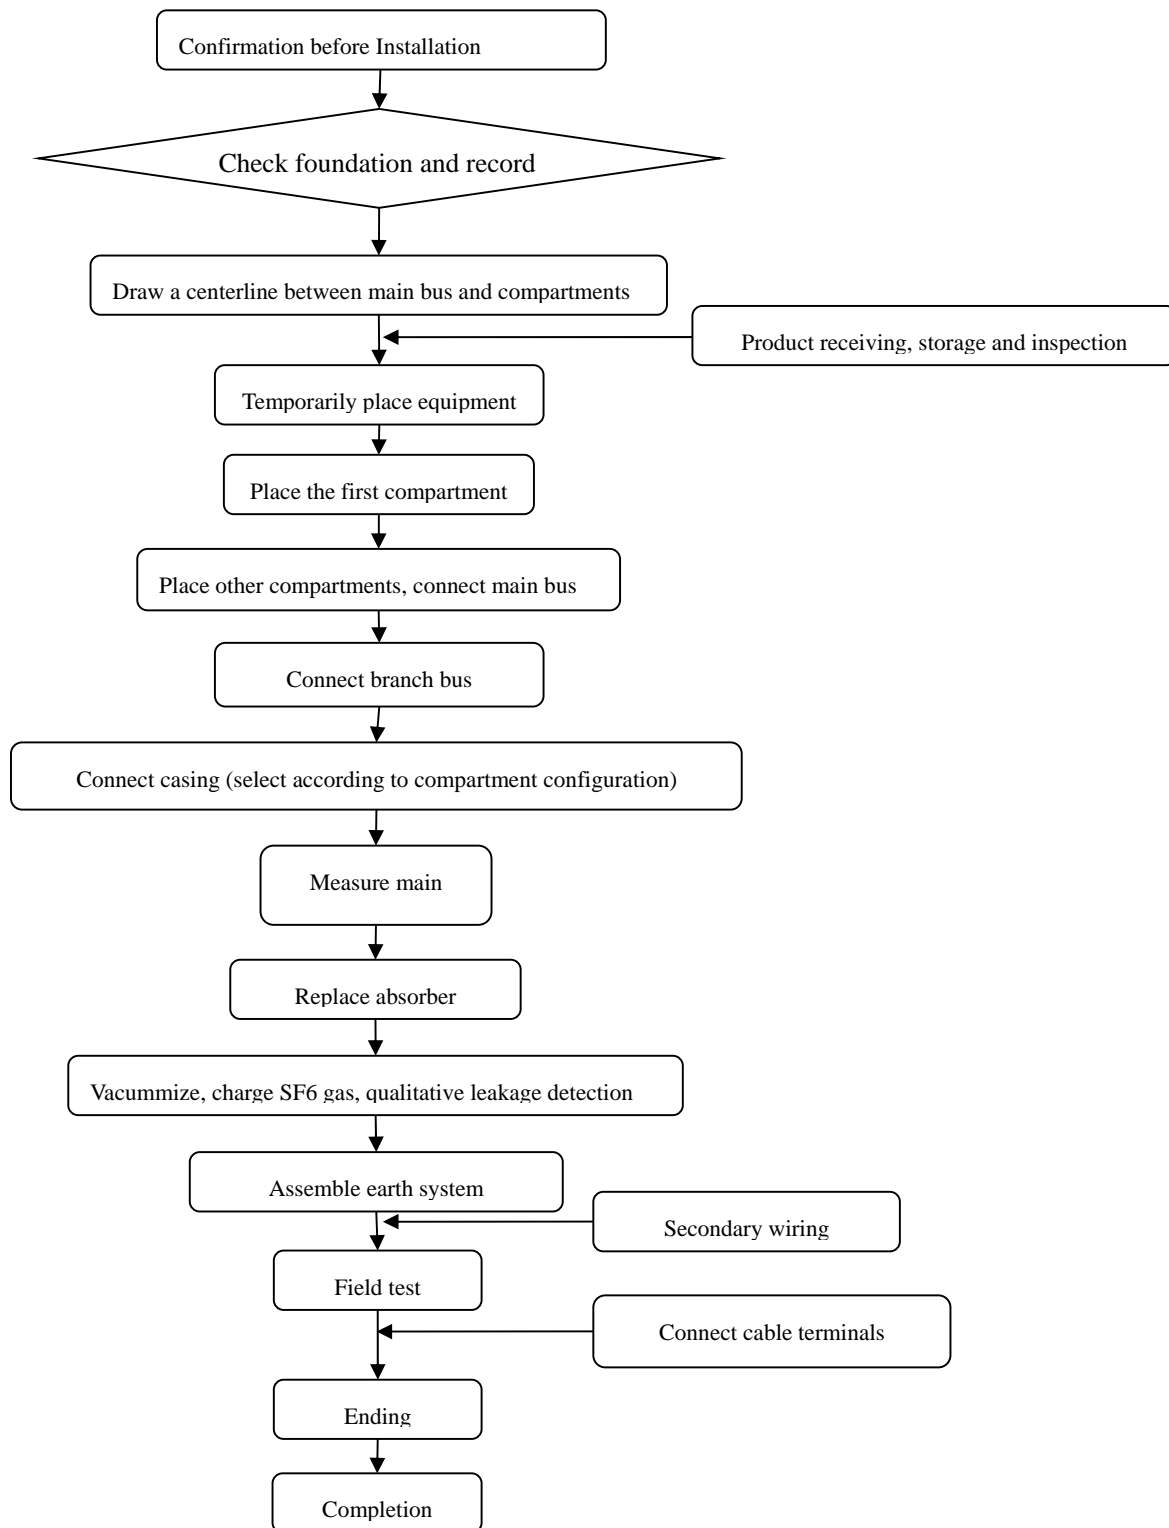 Confirmation before Installation
Check foundation and record
Draw a centerline between main bus and compartments
Product receiving, storage and inspection
Temporarily place equipment
Place the first compartment
Place other compartments, connect main bus
Connect branch bus
Connect casing (select according to compartment configuration)
Measure main
Replace absorber
Vacummize, charge SF6 gas, qualitative leakage detection
Assemble earth system
Secondary wiring
Field test
Connect cable terminals
Ending
Completion